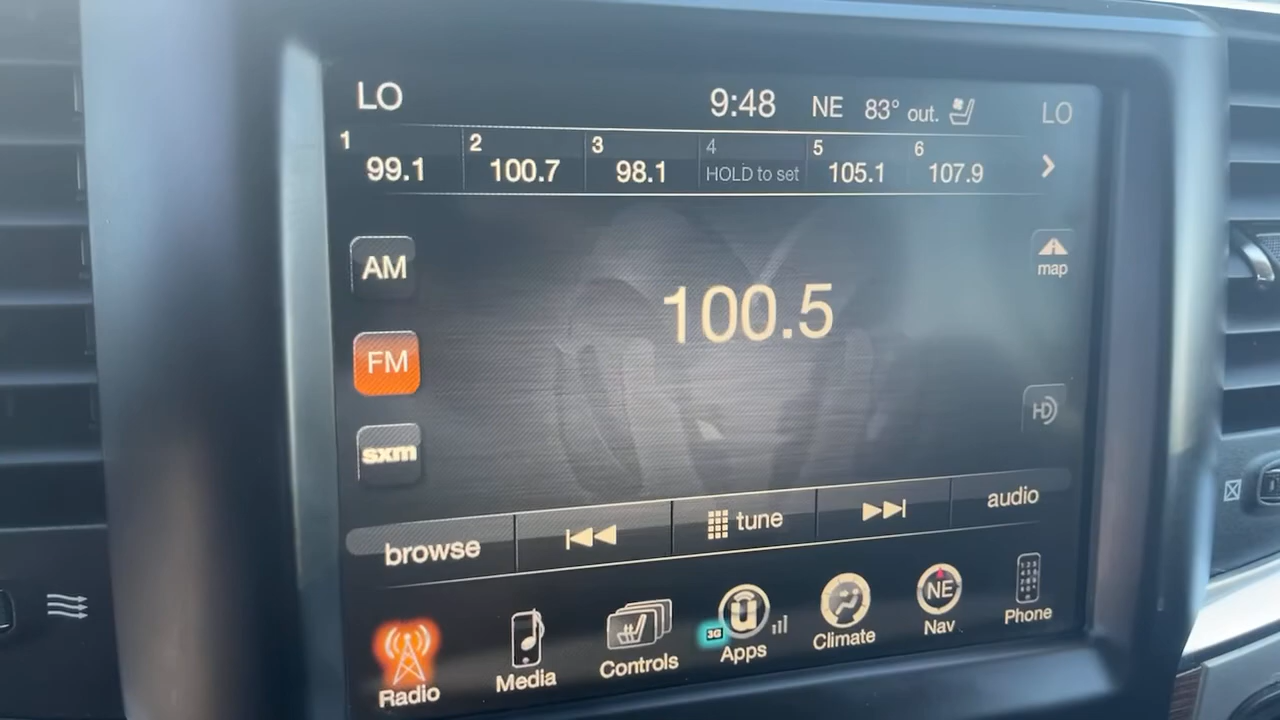 LO 9:48 NE 83° out. LO
1 2 3 4 5 6
99.1 100.7 98.1 HOLD to set 105.1 107.9
AM
map
100.5
FM
HD
sxm
browse tune audio
3G NE
Radio Media Controls Apps Climate Nav Phone